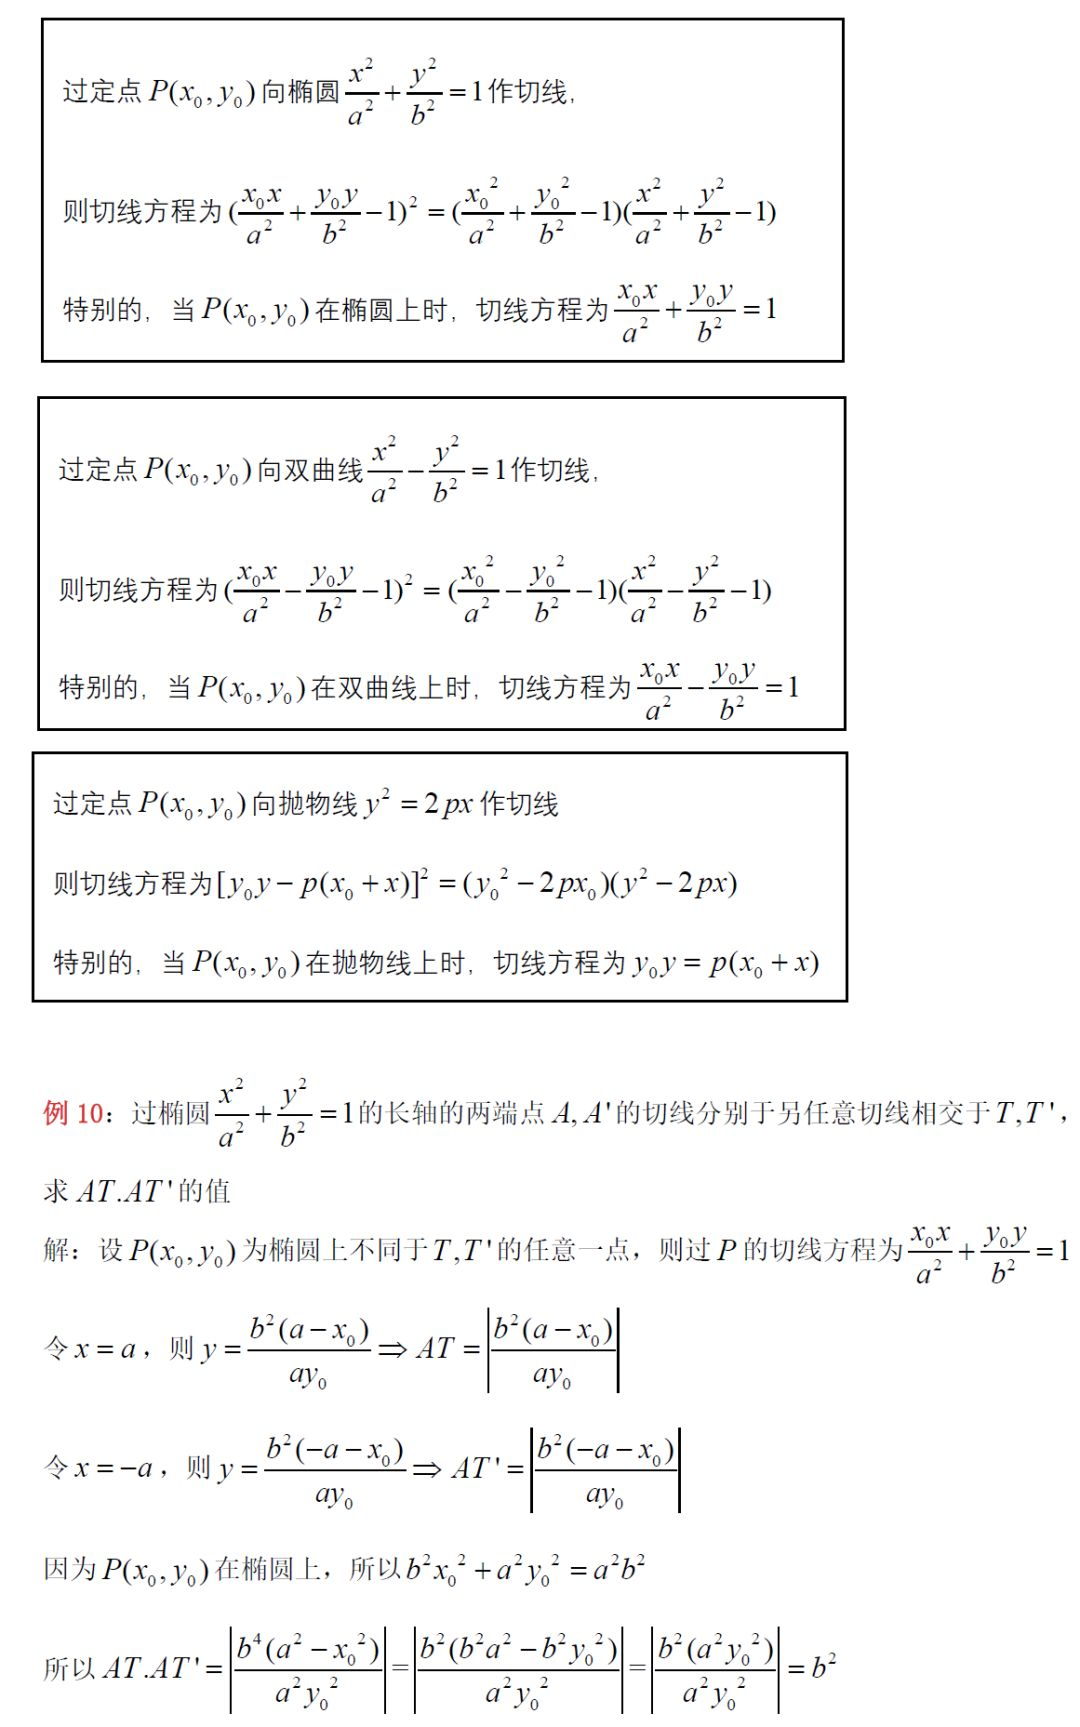 过定点 $P(x_0, y_0)$ 向椭圆 $\frac{x^2}{a^2}+\frac{y^2}{b^2}=1$ 作切线,
则切线方程为 $(\frac{x_0x}{a^2}+\frac{y_0y}{b^2}-1)^2=(\frac{x_0^2}{a^2}+\frac{y_0^2}{b^2}-1)(\frac{x^2}{a^2}+\frac{y^2}{b^2}-1)$
特别的, 当 $P(x_0, y_0)$ 在椭圆上时, 切线方程为 $\frac{x_0x}{a^2}+\frac{y_0y}{b^2}=1$
过定点 $P(x_0, y_0)$ 向双曲线 $\frac{x^2}{a^2}-\frac{y^2}{b^2}=1$ 作切线,
则切线方程为 $(\frac{x_0x}{a^2}-\frac{y_0y}{b^2}-1)^2=(\frac{x_0^2}{a^2}-\frac{y_0^2}{b^2}-1)(\frac{x^2}{a^2}-\frac{y^2}{b^2}-1)$
特别的, 当 $P(x_0, y_0)$ 在双曲线上时, 切线方程为 $\frac{x_0x}{a^2}-\frac{y_0y}{b^2}=1$
过定点 $P(x_0, y_0)$ 向抛物线 $y^2=2px$ 作切线
则切线方程为 $[y_0y-p(x_0+x)]^2=(y_0^2-2px_0)(y^2-2px)$
特别的, 当 $P(x_0, y_0)$ 在抛物线上时, 切线方程为 $y_0y=p(x_0+x)$
例 10：过椭圆 $\frac{x^2}{a^2}+\frac{y^2}{b^2}=1$ 的长轴的两端点 $A, A'$ 的切线分别于另任意切线相交于 $T, T'$，
求 $AT.AT'$ 的值
解：设 $P(x_0, y_0)$ 为椭圆上不同于 $T, T'$ 的任意一点，则过 $P$ 的切线方程为 $\frac{x_0x}{a^2}+\frac{y_0y}{b^2}=1$
令 $x=a$，则 $y=\frac{b^2(a-x_0)}{ay_0}\Rightarrow AT=\left|\frac{b^2(a-x_0)}{ay_0}\right|$
令 $x=-a$，则 $y=\frac{b^2(-a-x_0)}{ay_0}\Rightarrow AT'=\left|\frac{b^2(-a-x_0)}{ay_0}\right|$
因为 $P(x_0, y_0)$ 在椭圆上，所以 $b^2x_0^2+a^2y_0^2=a^2b^2$
所以 $AT.AT'=\left|\frac{b^4(a^2-x_0^2)}{a^2y_0^2}\right|=\left|\frac{b^2(b^2a^2-b^2y_0^2)}{a^2y_0^2}\right|=\left|\frac{b^2(a^2y_0^2)}{a^2y_0^2}\right|=b^2$